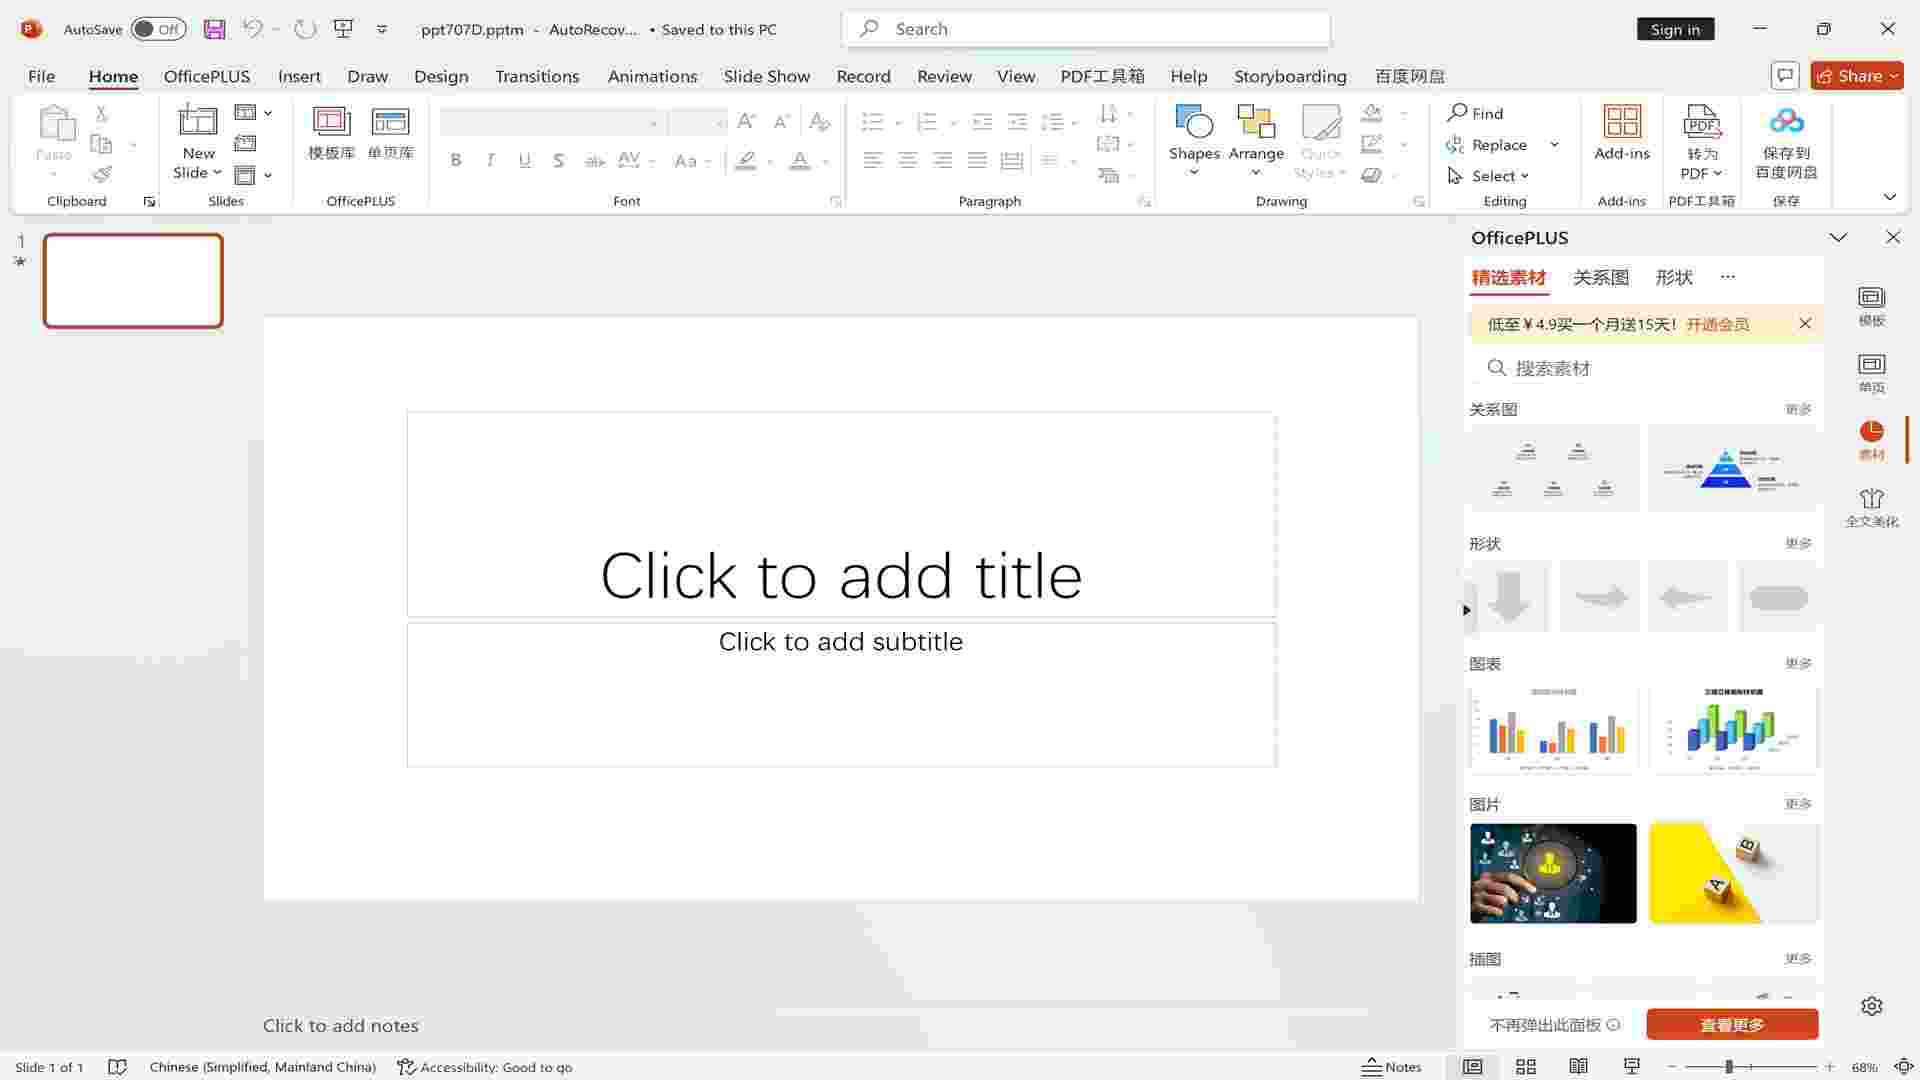 AutoSave Off ppt707D.pptm - AutoRecov... • Saved to this PC Search Sign in
File Home OfficePLUS Insert Draw Design Transitions Animations Slide Show Record Review View PDF工具箱 Help Storyboarding 百度网盘 Share
Paste New Slide 模板库 单页库 Shapes Arrange Quick Styles Find Replace Select Add-ins 转为 PDF 保存到 百度网盘
Clipboard Slides OfficePLUS Font Paragraph Drawing Editing Add-ins PDF工具箱 保存
1
OfficePLUS
精选素材 关系图 形状 ...
低至￥4.9买一个月送15天! 开通会员
搜索素材
关系图 更多
形状 更多
图表 更多
图片 更多
插图 更多
不再弹出此面板 查看更多
模板
单页
素材
全文美化
Click to add title
Click to add subtitle
Click to add notes
Slide 1 of 1 Chinese (Simplified, Mainland China) Accessibility: Good to go Notes 68%